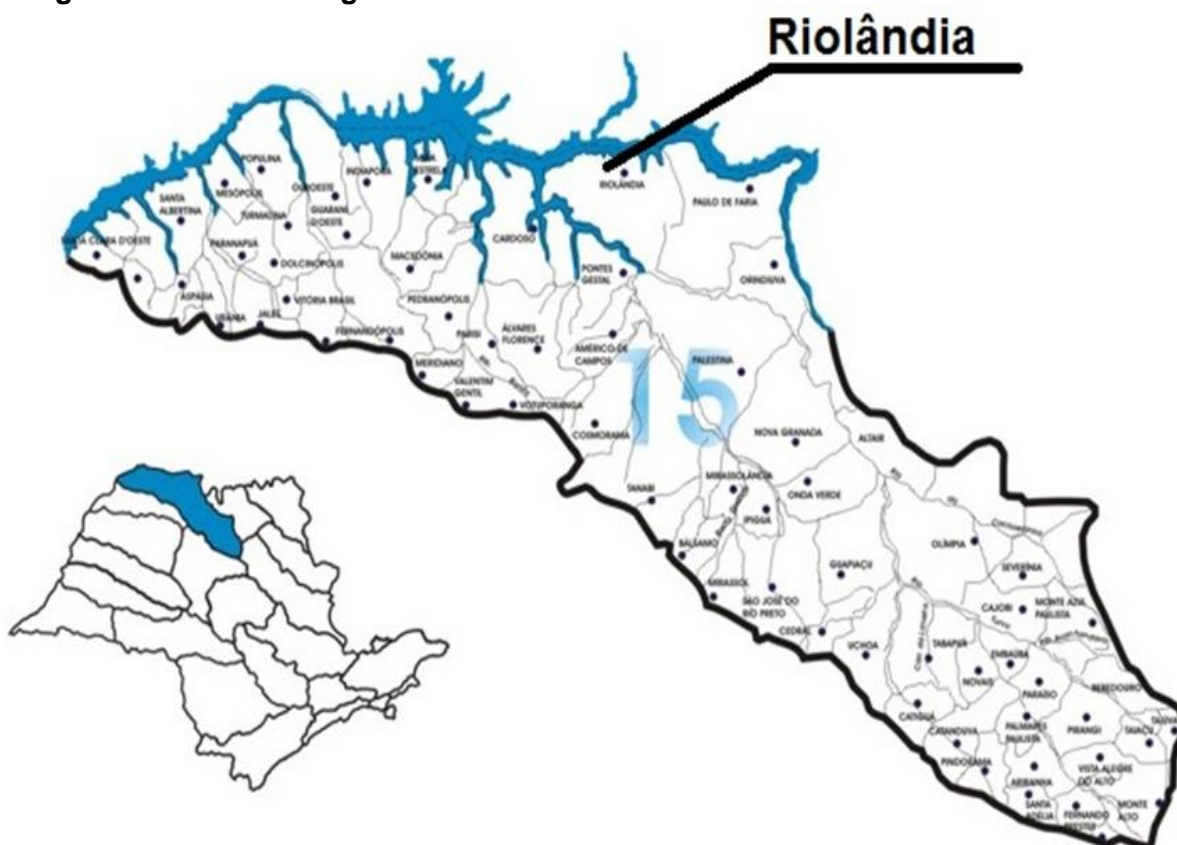 Riolândia
POPULINA
MESÓPOLIS
SANTA
ALBERTINA
OUROESTE
INDIAPORÃ
ESTRELA
RIOLÂNDIA
PAULO DE FARIA
TURMALINA
GUARANI
D'OESTE
CARDOSO
CLARA D'OESTE
PARANAPUÃ
DOLCINÓPOLIS
MACEDÔNIA
PONTES
GESTAL
ORINDIUVA
ASPÁSIA
VITÓRIA BRASIL
PEDRANÓPOLIS
URÂNIA
JALES
FERNANDÓPOLIS
PARISI
ÁLVARES
FLORENCE
AMÉRICO DE
CAMPOS
15
PALESTINA
MERIDIANO
VALENTIM
GENTIL
VOTUPORANGA
COSMORAMA
NOVA GRANADA
ALTAIR
TANABI
MIRASSOLÂNDIA
ONDA VERDE
IPIGUÁ
BÁLSAMO
MIRASSOL
SÃO JOSÉ DO
RIO PRETO
GUAPIAÇU
OLÍMPIA
SEVERÍNIA
CAJOBI
MONTE AZUL
PAULISTA
CEDRAL
UCHOA
TABAPUÃ
EMBAÚBA
NOVAIS
PARAÍSO
BEBEDOURO
CATIGUÁ
CATANDUVA
PALMARES
PAULISTA
PIRANGI
TAIAÇU
TAIUVA
PINDORAMA
ARIRANHA
VISTA ALEGRE
DO ALTO
SANTA
ADÉLIA
FERNANDO
PRESTES
MONTE
ALTO